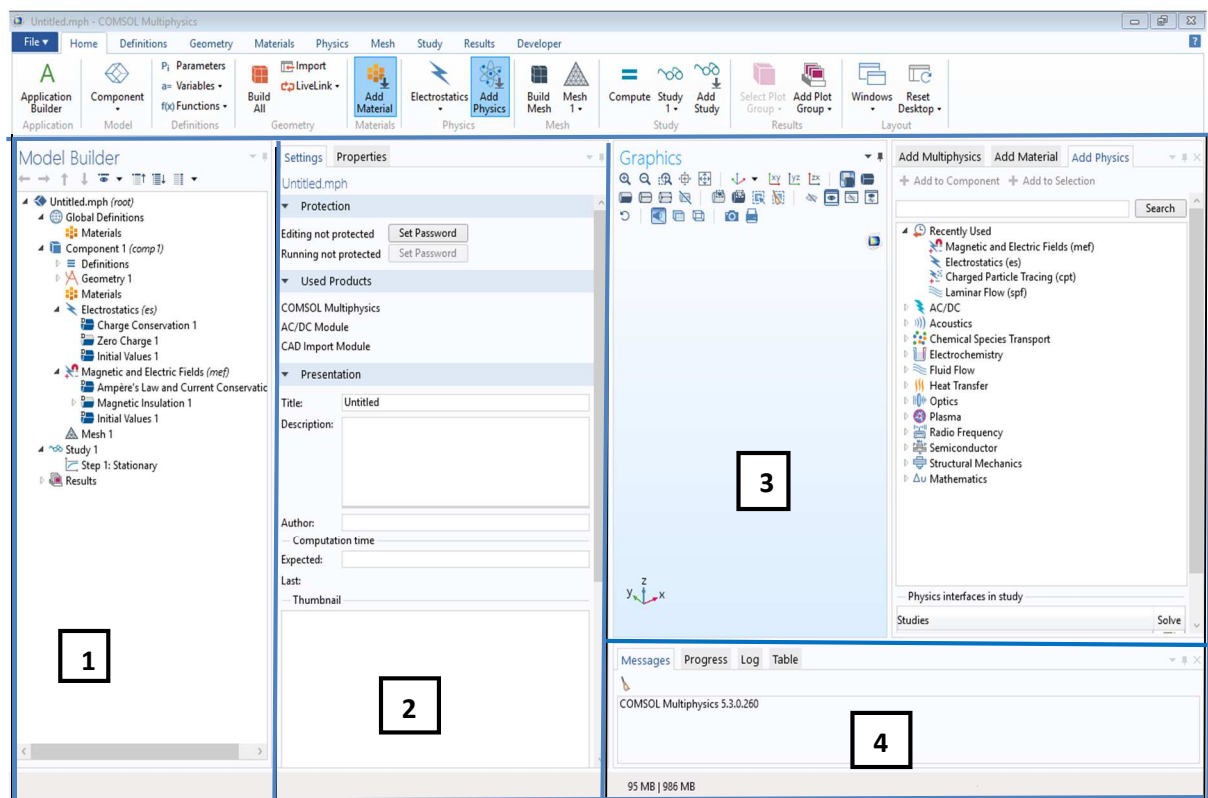 Untitled.mph - COMSOL Multiphysics
File Home Definitions Geometry Materials Physics Mesh Study Results Developer
Application Builder
Component
Pi Parameters
a= Variables
f(x) Functions
Build All
Import
LiveLink
Add Material
Electrostatics
Add Physics
Build Mesh
Mesh 1
Compute
Study 1
Add Study
Select Plot Group
Add Plot Group
Windows
Reset Desktop
Application Model Definitions Geometry Materials Physics Mesh Study Results Layout
Model Builder
Untitled.mph (root)
Global Definitions
Materials
Component 1 (comp1)
Definitions
Geometry 1
Materials
Electrostatics (es)
Charge Conservation 1
Zero Charge 1
Initial Values 1
Magnetic and Electric Fields (mef)
Ampère's Law and Current Conservatio
Magnetic Insulation 1
Initial Values 1
Mesh 1
Study 1
Step 1: Stationary
Results
1
Settings Properties
Untitled.mph
Protection
Editing not protected Set Password
Running not protected Set Password
Used Products
COMSOL Multiphysics
AC/DC Module
CAD Import Module
Presentation
Title: Untitled
Description:
Author:
Computation time
Expected:
Last:
Thumbnail
2
Graphics
xy yz zx
3
z
y x
Add Multiphysics Add Material Add Physics
+ Add to Component + Add to Selection
Search
Recently Used
Magnetic and Electric Fields (mef)
Electrostatics (es)
Charged Particle Tracing (cpt)
Laminar Flow (spf)
AC/DC
Acoustics
Chemical Species Transport
Electrochemistry
Fluid Flow
Heat Transfer
Optics
Plasma
Radio Frequency
Semiconductor
Structural Mechanics
Δu Mathematics
Physics interfaces in study
Studies Solve
Messages Progress Log Table
COMSOL Multiphysics 5.3.0.260
4
95 MB | 986 MB